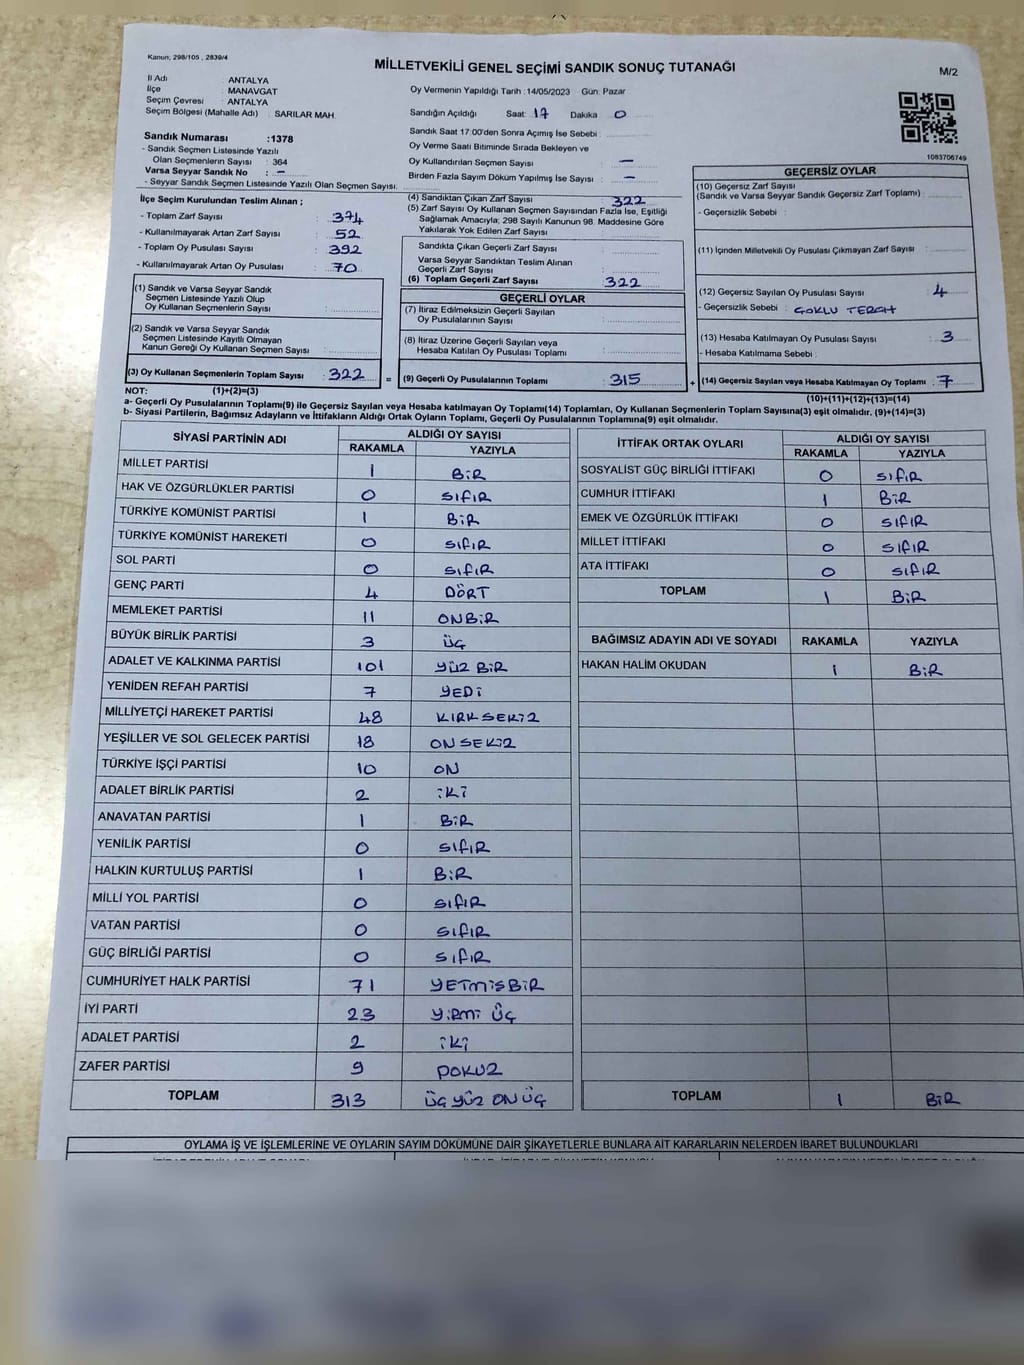 Kanun; 298/105 , 2839/4
MİLLETVEKİLİ GENEL SEÇİMİ SANDIK SONUÇ TUTANAĞI
M/2
İl Adı : ANTALYA
İlçe : MANAVGAT
Seçim Çevresi : ANTALYA
Seçim Bölgesi (Mahalle Adı) : SARILAR MAH.
Oy Vermenin Yapıldığı Tarih :14/05/2023 Gün: Pazar
Sandığın Açıldığı Saat: 17 Dakika 0
Sandık Saat 17:00'den Sonra Açımış İse Sebebi :
Oy Verme Saati Bitiminde Sırada Bekleyen ve
Oy Kullandırılan Seçmen Sayısı : –
Birden Fazla Sayım Döküm Yapılmış İse Sayısı : –
1083706749
Sandık Numarası :1378
- Sandık Seçmen Listesinde Yazılı
Olan Seçmenlerin Sayısı : 364
Varsa Seyyar Sandık No : –
- Seyyar Sandık Seçmen Listesinde Yazılı Olan Seçmen Sayısı:
İlçe Seçim Kurulundan Teslim Alınan ;
- Toplam Zarf Sayısı : 374
- Kullanılmayarak Artan Zarf Sayısı : 52
- Toplam Oy Pusulası Sayısı : 392
- Kullanılmayarak Artan Oy Pusulası : 70
(4) Sandıktan Çıkan Zarf Sayısı : 322
(5) Zarf Sayısı Oy Kullanan Seçmen Sayısından Fazla İse, Eşitliği
Sağlamak Amacıyla; 298 Sayılı Kanunun 98. Maddesine Göre
Yakılarak Yok Edilen Zarf Sayısı :
Sandıkta Çıkan Geçerli Zarf Sayısı :
Varsa Seyyar Sandıktan Teslim Alınan
Geçerli Zarf Sayısı :
(6) Toplam Geçerli Zarf Sayısı : 322
GEÇERSİZ OYLAR
(10) Geçersiz Zarf Sayısı
(Sandık ve Varsa Seyyar Sandık Geçersiz Zarf Toplamı) :
- Geçersizlik Sebebi :
(11) İçinden Milletvekili Oy Pusulası Çıkmayan Zarf Sayısı :
(12) Geçersiz Sayılan Oy Pusulası Sayısı : 4
- Geçersizlik Sebebi : ÇOKLU TERCH
(13) Hesaba Katılmayan Oy Pusulası Sayısı : 3
- Hesaba Katılmama Sebebi :
(14) Geçersiz Sayılan veya Hesaba Katılmayan Oy Toplamı : 7
(10)+(11)+(12)+(13)=(14)
(1) Sandık ve Varsa Seyyar Sandık
Seçmen Listesinde Yazılı Olup
Oy Kullanan Seçmenlerin Sayısı :
(2) Sandık ve Varsa Seyyar Sandık
Seçmen Listesinde Kayıtlı Olmayan
Kanun Gereği Oy Kullanan Seçmen Sayısı :
(3) Oy Kullanan Seçmenlerin Toplam Sayısı : 322
=
GEÇERLİ OYLAR
(7) İtiraz Edilmeksizin Geçerli Sayılan
Oy Pusulalarının Sayısı :
(8) İtiraz Üzerine Geçerli Sayılan veya
Hesaba Katılan Oy Pusulası Toplamı :
(9) Geçerli Oy Pusulalarının Toplamı : 315
+
NOT: (1)+(2)=(3)
a- Geçerli Oy Pusulalarının Toplamı(9) ile Geçersiz Sayılan veya Hesaba katılmayan Oy Toplamı(14) Toplamları, Oy Kullanan Seçmenlerin Toplam Sayısına(3) eşit olmalıdır. (9)+(14)=(3)
b- Siyasi Partilerin, Bağımsız Adayların ve İttifakların Aldığı Ortak Oyların Toplamı, Geçerli Oy Pusulalarının Toplamına(9) eşit olmalıdır.
SİYASİ PARTİNİN ADI ALDIĞI OY SAYISI
RAKAMLA YAZIYLA
MİLLET PARTİSİ 1 BİR
HAK VE ÖZGÜRLÜKLER PARTİSİ 0 SIFIR
TÜRKİYE KOMÜNİST PARTİSİ 1 BİR
TÜRKİYE KOMÜNİST HAREKETİ 0 SIFIR
SOL PARTİ 0 SIFIR
GENÇ PARTİ 4 DÖRT
MEMLEKET PARTİSİ 11 ONBİR
BÜYÜK BİRLİK PARTİSİ 3 ÜÇ
ADALET VE KALKINMA PARTİSİ 101 YÜZ BİR
YENİDEN REFAH PARTİSİ 7 YEDİ
MİLLİYETÇİ HAREKET PARTİSİ 48 KIRK SEKİZ
YEŞİLLER VE SOL GELECEK PARTİSİ 18 ON SEKİZ
TÜRKİYE İŞÇİ PARTİSİ 10 ON
ADALET BİRLİK PARTİSİ 2 İKİ
ANAVATAN PARTİSİ 1 BİR
YENİLİK PARTİSİ 0 SIFIR
HALKIN KURTULUŞ PARTİSİ 1 BİR
MİLLİ YOL PARTİSİ 0 SIFIR
VATAN PARTİSİ 0 SIFIR
GÜÇ BİRLİĞİ PARTİSİ 0 SIFIR
CUMHURİYET HALK PARTİSİ 71 YETMİSBİR
İYİ PARTİ 23 YİRMİ ÜÇ
ADALET PARTİSİ 2 İKİ
ZAFER PARTİSİ 9 DOKUZ
TOPLAM 313 ÜÇ YÜZ ON ÜÇ
İTTİFAK ORTAK OYLARI ALDIĞI OY SAYISI
RAKAMLA YAZIYLA
SOSYALİST GÜÇ BİRLİĞİ İTTİFAKI 0 SIFIR
CUMHUR İTTİFAKI 1 BİR
EMEK VE ÖZGÜRLÜK İTTİFAKI 0 SIFIR
MİLLET İTTİFAKI 0 SIFIR
ATA İTTİFAKI 0 SIFIR
TOPLAM 1 BİR
BAĞIMSIZ ADAYIN ADI VE SOYADI RAKAMLA YAZIYLA
HAKAN HALİM OKUDAN 1 BİR
TOPLAM 1 BİR
OYLAMA İŞ VE İŞLEMLERİNE VE OYLARIN SAYIM DÖKÜMÜNE DAİR ŞİKAYETLERLE BUNLARA AİT KARARLARIN NELERDEN İBARET BULUNDUKLARI